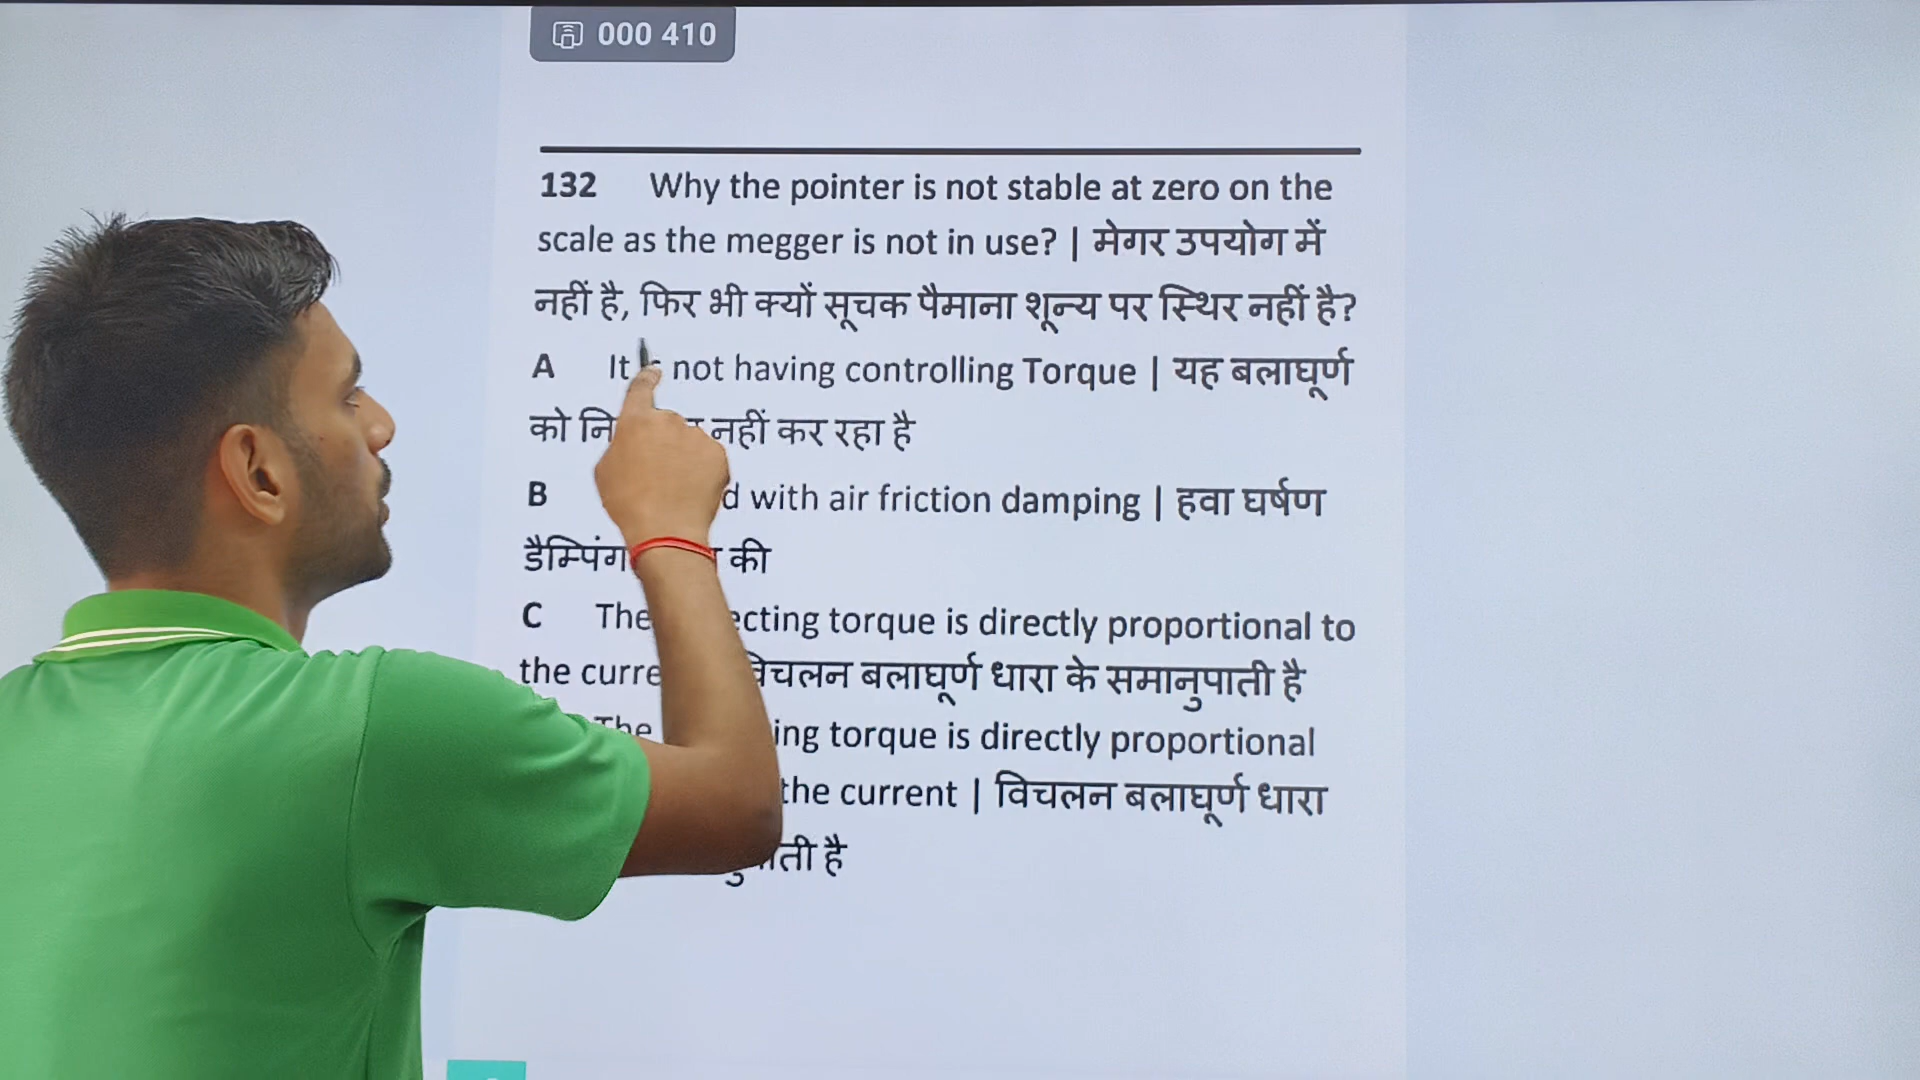 000 410
132 Why the pointer is not stable at zero on the
scale as the megger is not in use? | मेगर उपयोग में
नहीं है, फिर भी क्यों सूचक पैमाना शून्य पर स्थिर नहीं है?
A It not having controlling Torque | यह बलाघूर्ण
को नहीं कर रहा है
B with air friction damping | हवा घर्षण
डैम्पिंग की
C The torque is directly proportional to
the विचलन बलाघूर्ण धारा के समानुपाती है
The torque is directly proportional
the current | विचलन बलाघूर्ण धारा
है